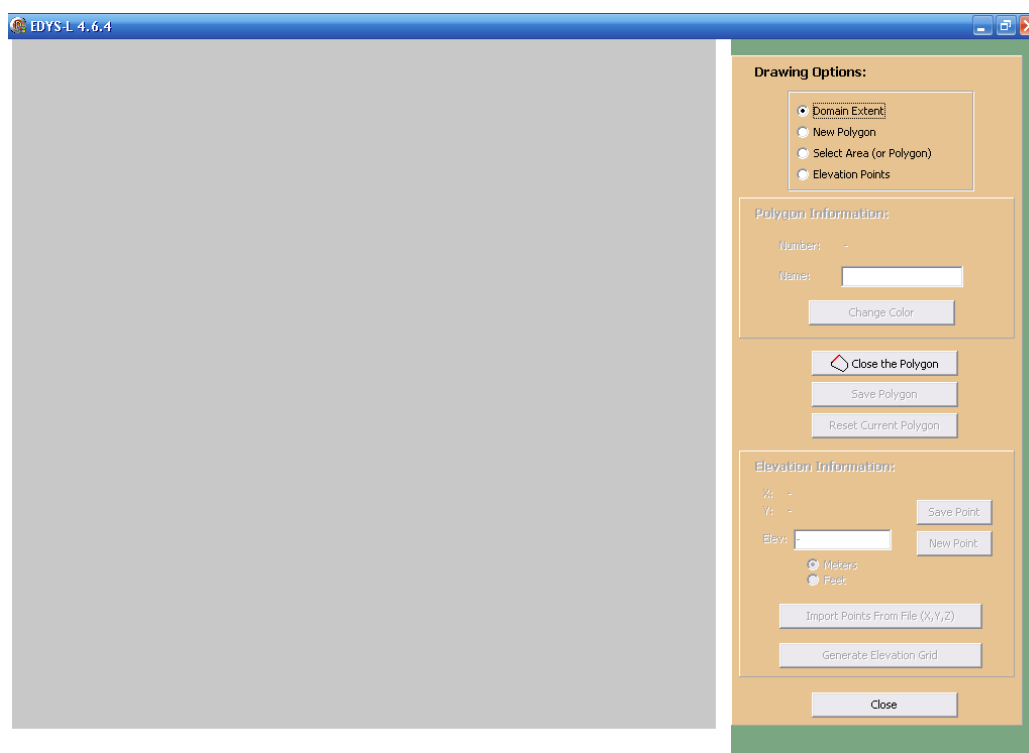 EDYS-L 4.6.4
Drawing Options:
Domain Extent
New Polygon
Select Area (or Polygon)
Elevation Points
Polygon Information:
Number: -
Name:
Change Color
Close the Polygon
Save Polygon
Reset Current Polygon
Elevation Information:
X: -
Y: -
Save Point
Elev: -
New Point
Meters
Feet
Import Points From File (X,Y,Z)
Generate Elevation Grid
Close